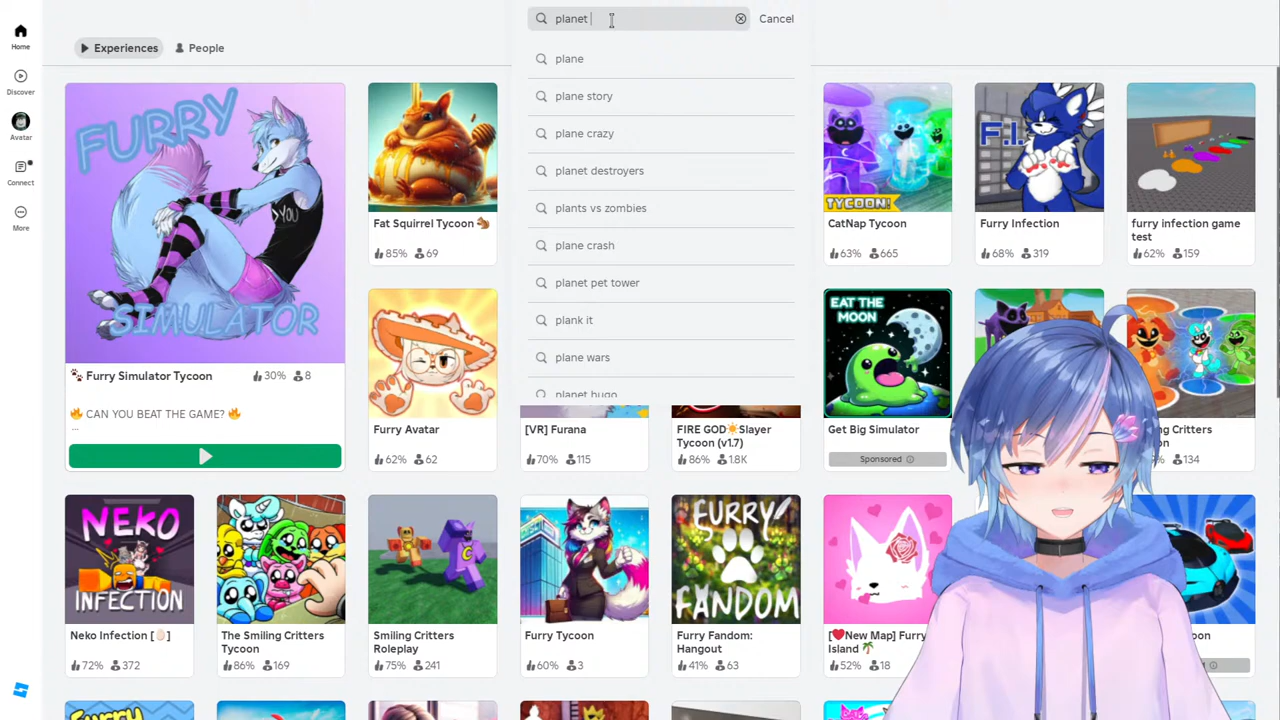 planet
Cancel
Home
Discover
Avatar
Connect
More
Experiences
People
plane
plane story
plane crazy
planet destroyers
plants vs zombies
plane crash
planet pet tower
plank it
plane wars
planet hugo
FURRY
SIMULATOR
🐾 Furry Simulator Tycoon
30% 8
🔥 CAN YOU BEAT THE GAME? 🔥
...
Fat Squirrel Tycoon 🐿️
85% 69
TYCOON!
CatNap Tycoon
63% 665
F.I.
Furry Infection
68% 319
furry infection game
test
62% 159
Furry Avatar
62% 62
[VR] Furana
70% 115
FIRE GOD☀️Slayer
Tycoon (v1.7)
86% 1.8K
EAT THE
MOON
Get Big Simulator
Sponsored
Critters
134
NEKO
INFECTION
Neko Infection [🥚]
72% 372
The Smiling Critters
Tycoon
86% 169
C
Smiling Critters
Roleplay
75% 241
Furry Tycoon
60% 3
FURRY
FANDOM
Furry Fandom:
Hangout
41% 63
[❤️New Map] Furry
Island 🌴
52% 18